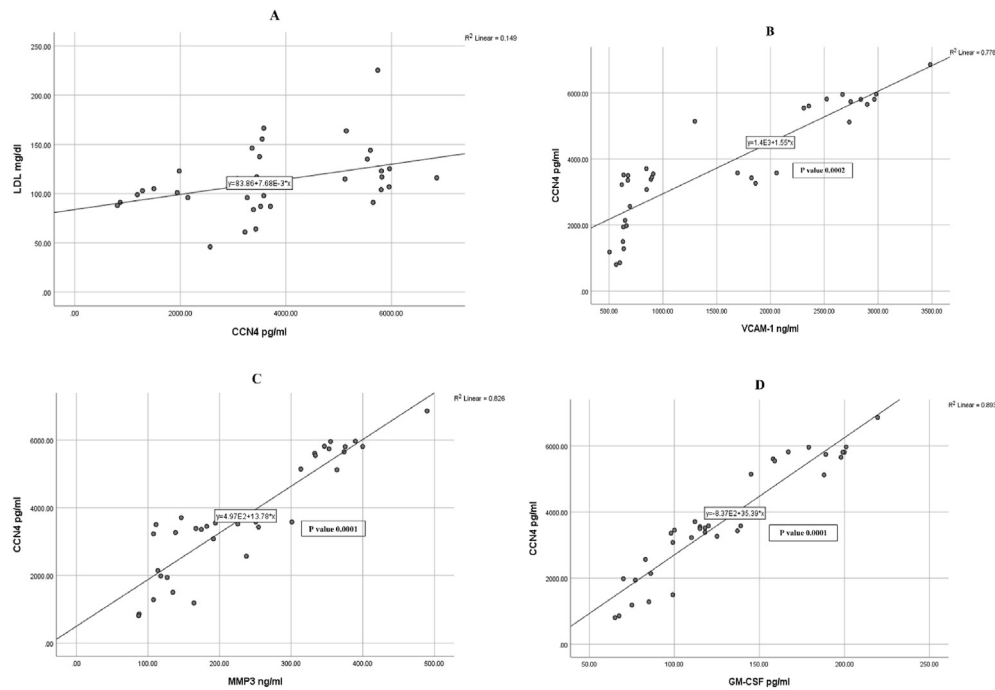 A
R² Linear = 0.149
250.00
200.00
150.00
100.00
50.00
.00
LDL mg/dl
y=83.86+7.68E-3*x
.00
2000.00
4000.00
6000.00
CCN4 pg/ml
B
R² Linear = 0.778
6000.00
4000.00
2000.00
.00
CCN4 pg/ml
y=1.4E3+1.55*x
P value 0.0002
500.00
1000.00
1500.00
2000.00
2500.00
3000.00
3500.00
VCAM-1 ng/ml
C
R² Linear = 0.826
6000.00
4000.00
2000.00
.00
CCN4 pg/ml
y=4.97E2+13.78*x
P value 0.0001
.00
100.00
200.00
300.00
400.00
500.00
MMP3 ng/ml
D
R² Linear = 0.893
6000.00
4000.00
2000.00
.00
CCN4 pg/ml
y=-8.37E2+35.39*x
P value 0.0001
50.00
100.00
150.00
200.00
250.00
GM-CSF pg/ml